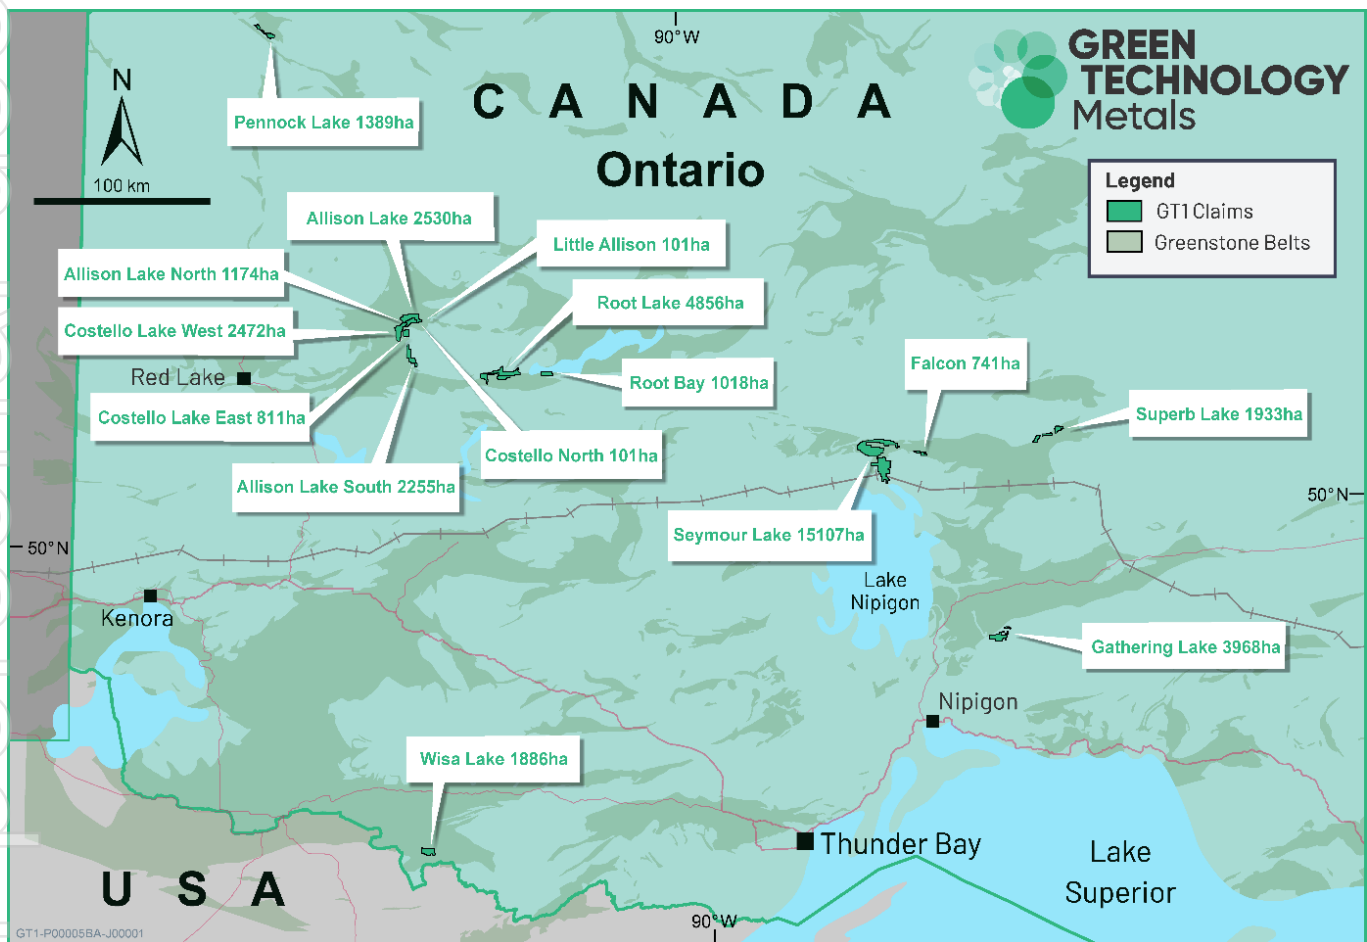 90°W
GREEN
TECHNOLOGY
Metals
N
CANADA
Pennock Lake 1389ha
Ontario
100 km
Legend
GT1 Claims
Greenstone Belts
Allison Lake 2530ha
Little Allison 101ha
Allison Lake North 1174ha
Root Lake 4856ha
Costello Lake West 2472ha
Red Lake
Root Bay 1018ha
Falcon 741ha
Costello Lake East 811ha
Superb Lake 1933ha
Costello North 101ha
Allison Lake South 2255ha
50°N
Seymour Lake 15107ha
50°N
Lake
Nipigon
Kenora
Gathering Lake 3968ha
Nipigon
Wisa Lake 1886ha
Thunder Bay
Lake
Superior
USA
90°W
GT1-P00005BA-J00001